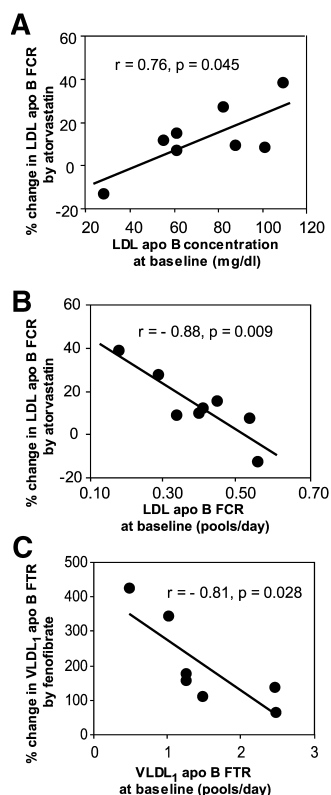 A
60
40
20
0
-20
r = 0.76, p = 0.045
% change in LDL apo B FCR
by atorvastatin
20 40 60 80 100 120
LDL apo B concentration
at baseline (mg/dl)
B
60
40
20
0
-20
r = - 0.88, p = 0.009
% change in LDL apo B FCR
by atorvastatin
0.10 0.30 0.50 0.70
LDL apo B FCR
at baseline (pools/day)
C
500
400
300
200
100
0
r = - 0.81, p = 0.028
% change in VLDL1 apo B FTR
by fenofibrate
0 1 2 3
VLDL1 apo B FTR
at baseline (pools/day)